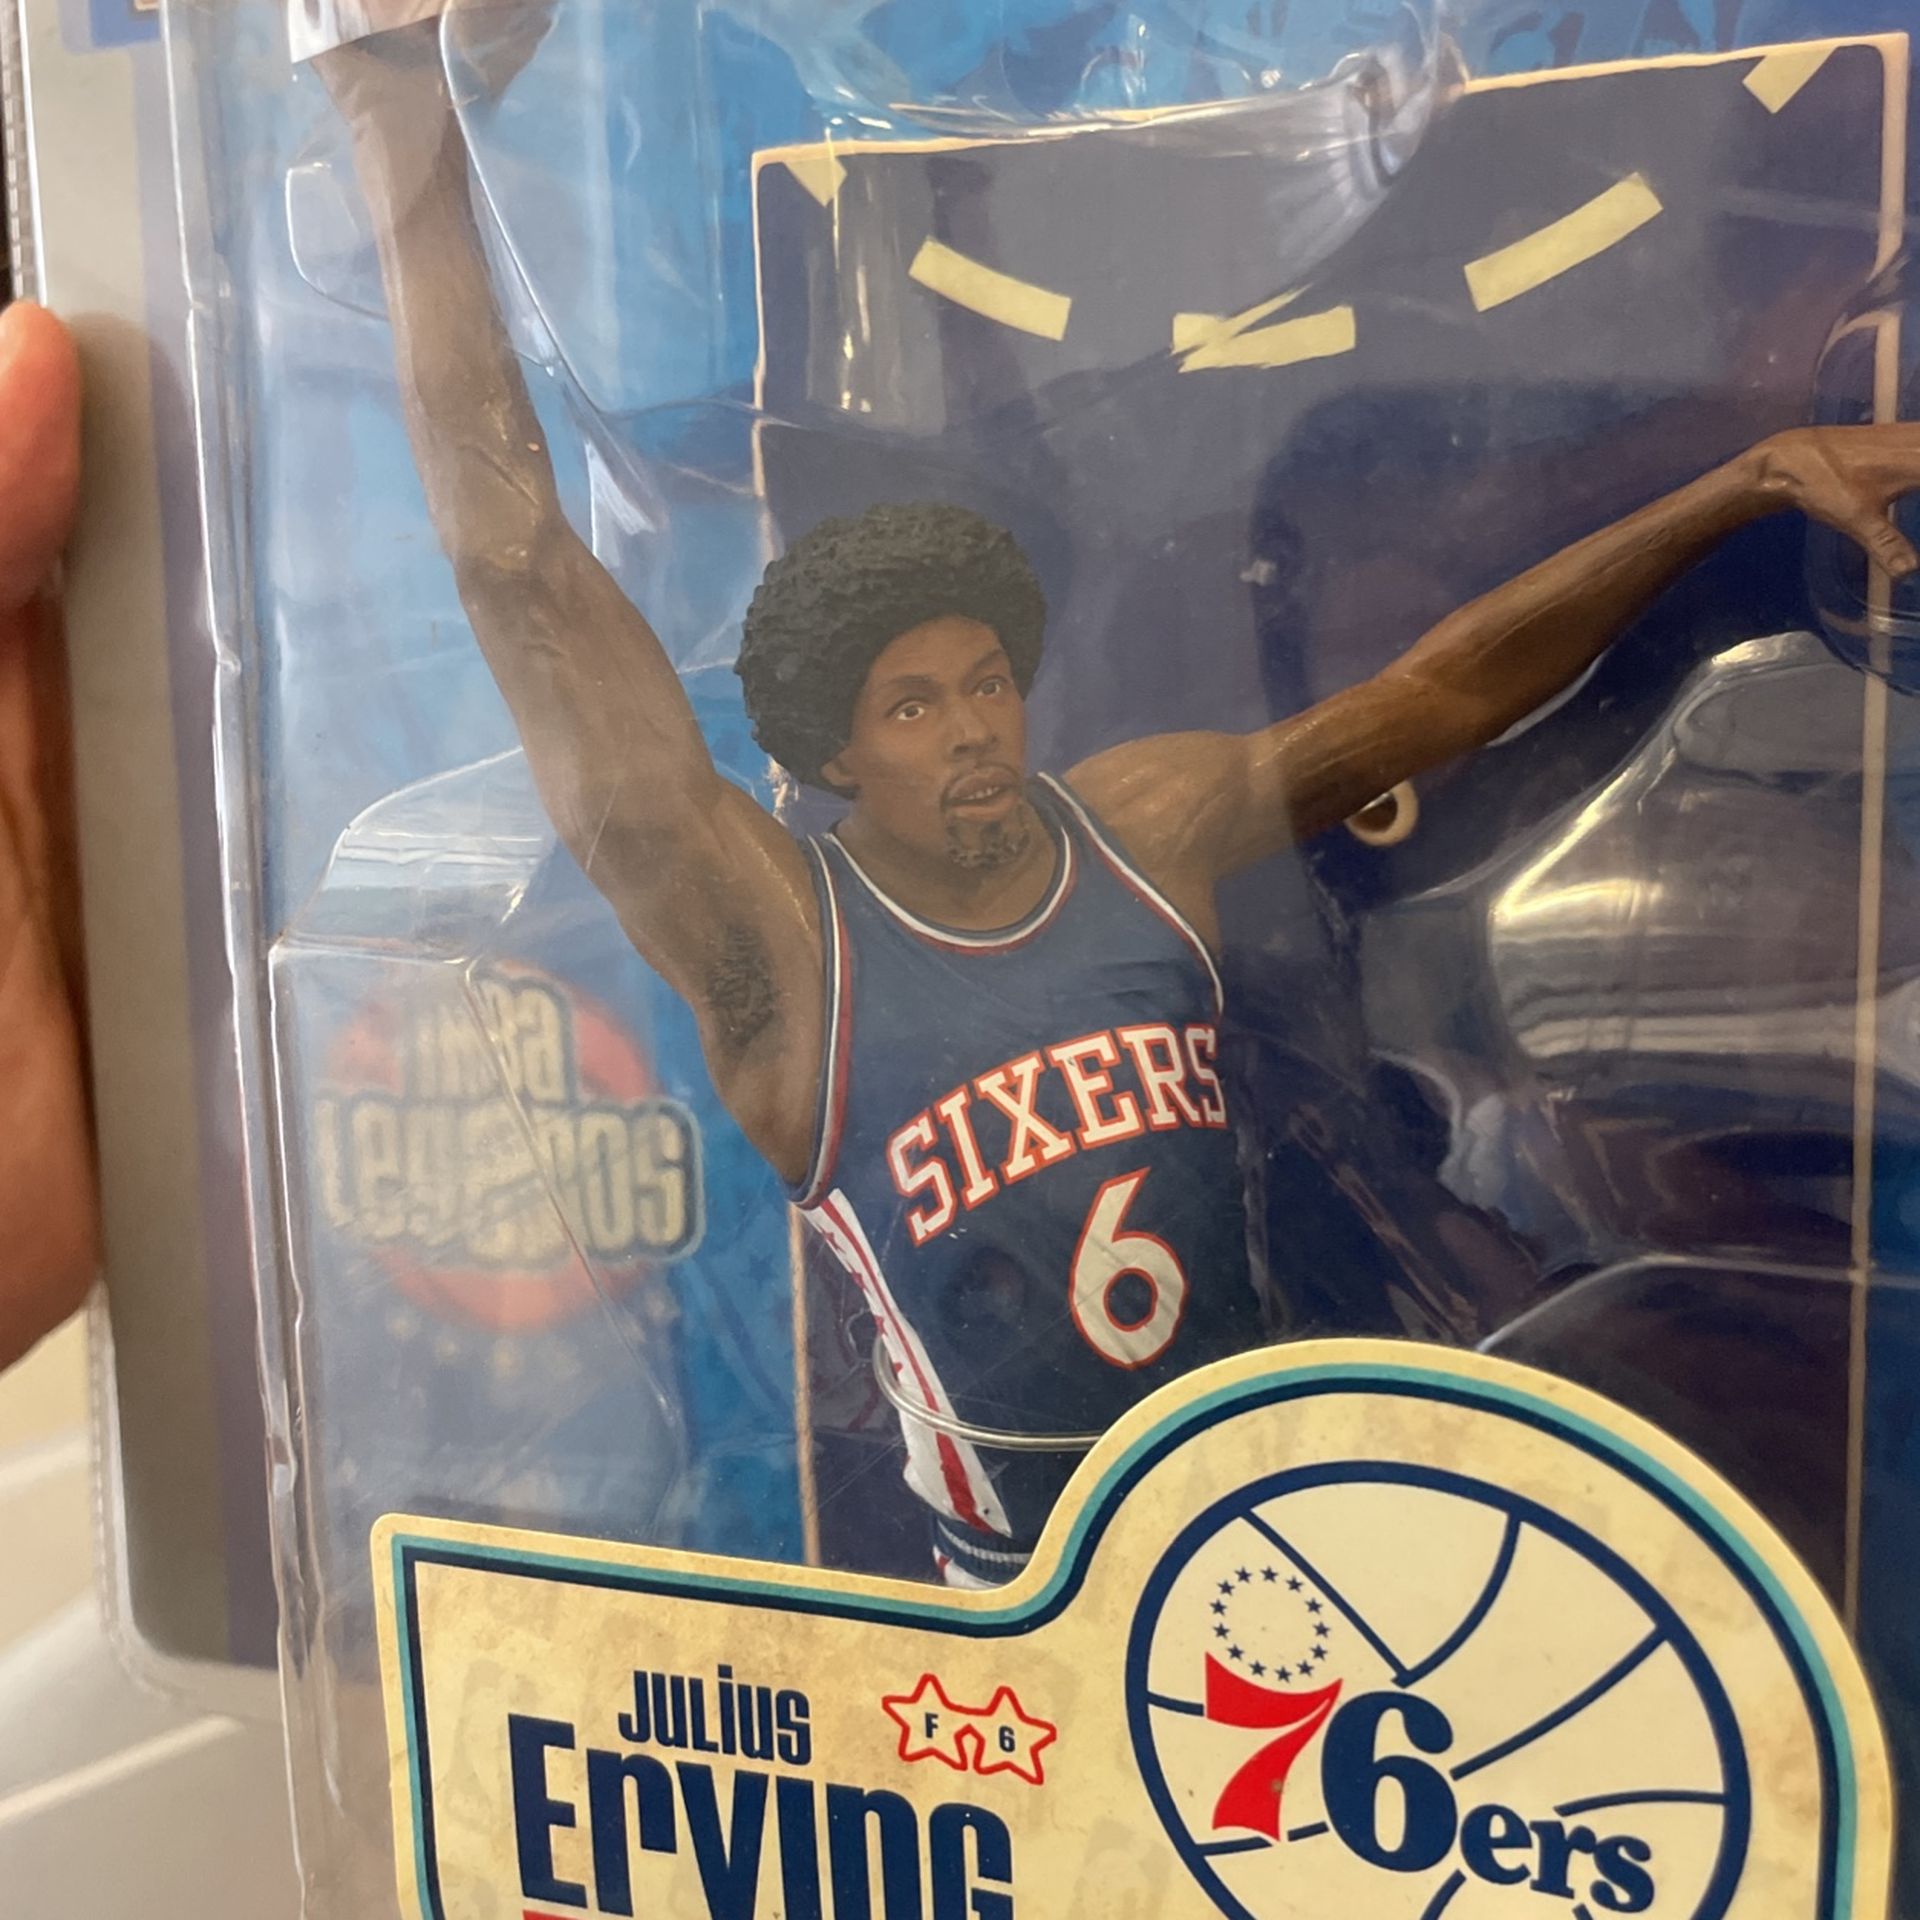 NBA
LEGENDS
SIXERS
6
JULIUS
F 6
ERVING
76ers